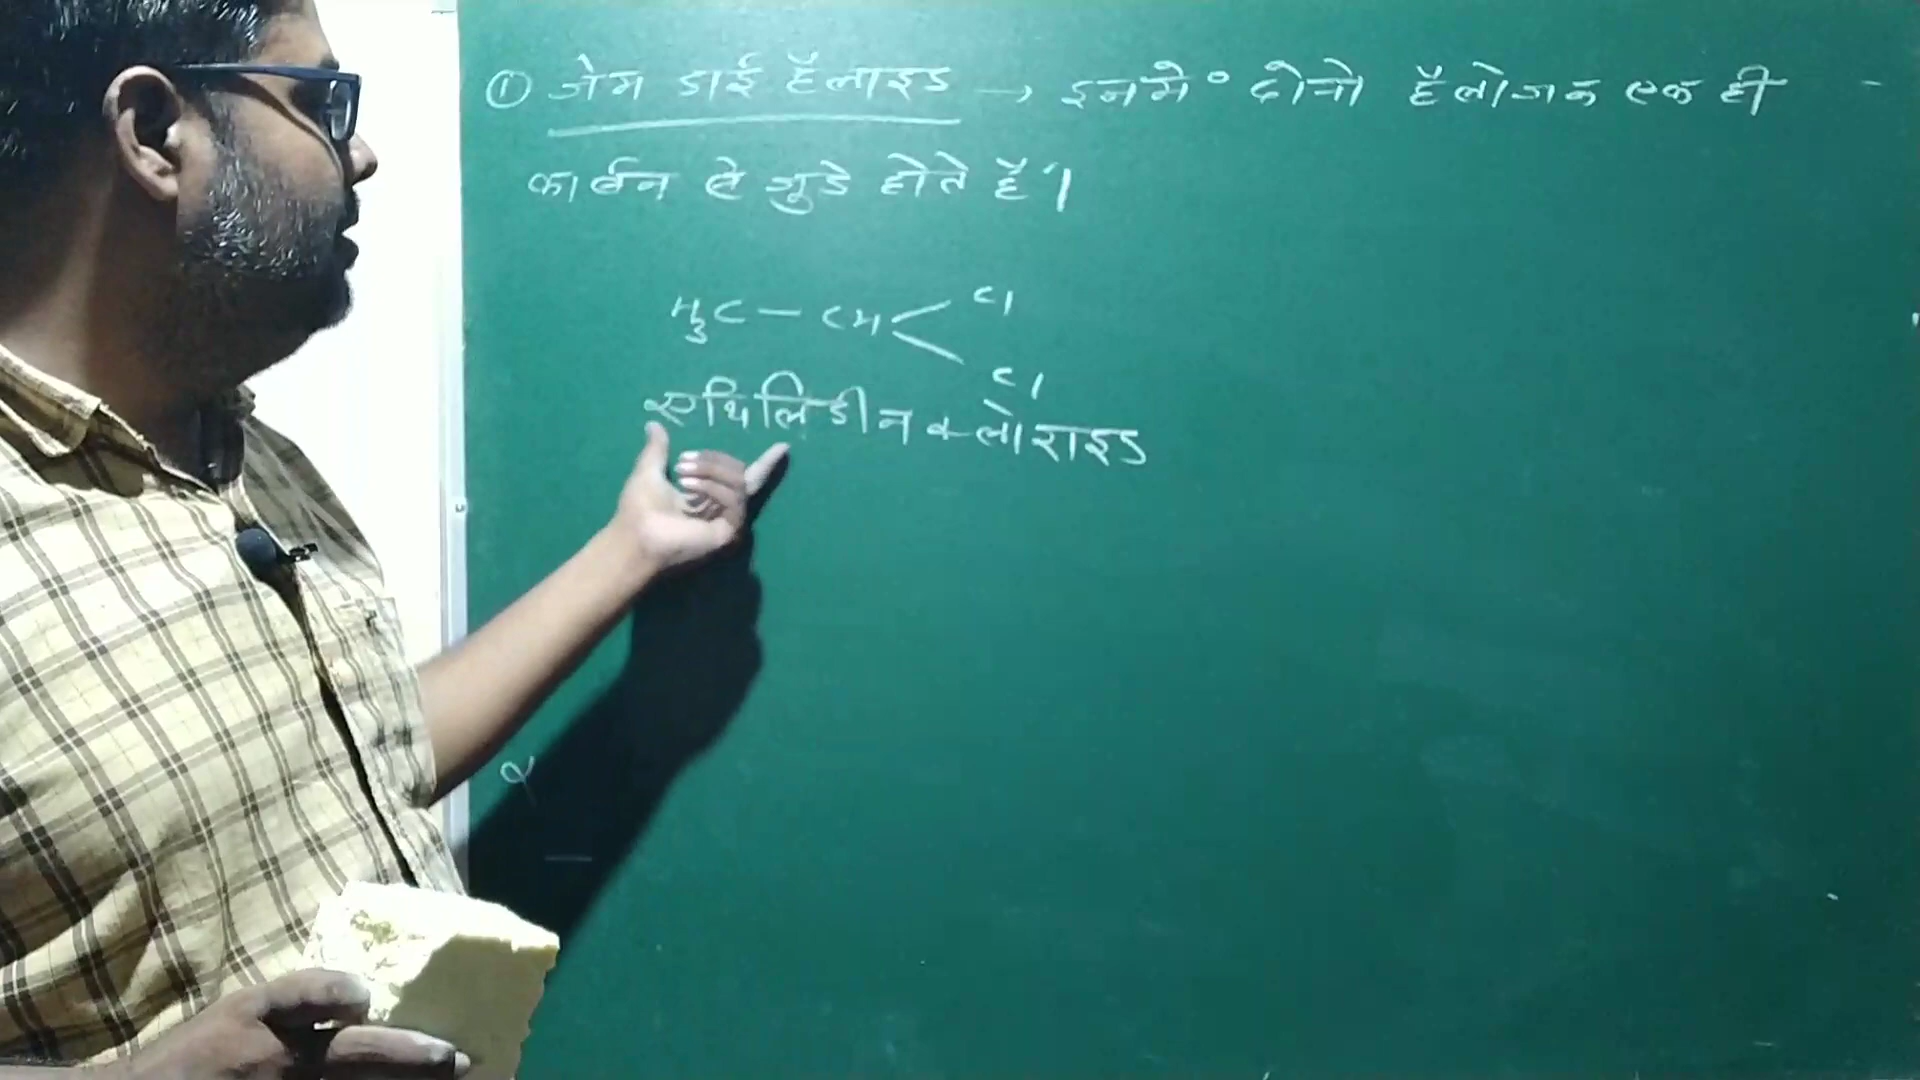 ① जेम डाई हैलाइड → इनमें दोनो हैलोजन एक ही
कार्बन से जुडे होते हैं।
H₃C — CH < Cl
Cl
एथिलिडीन क्लोराइड